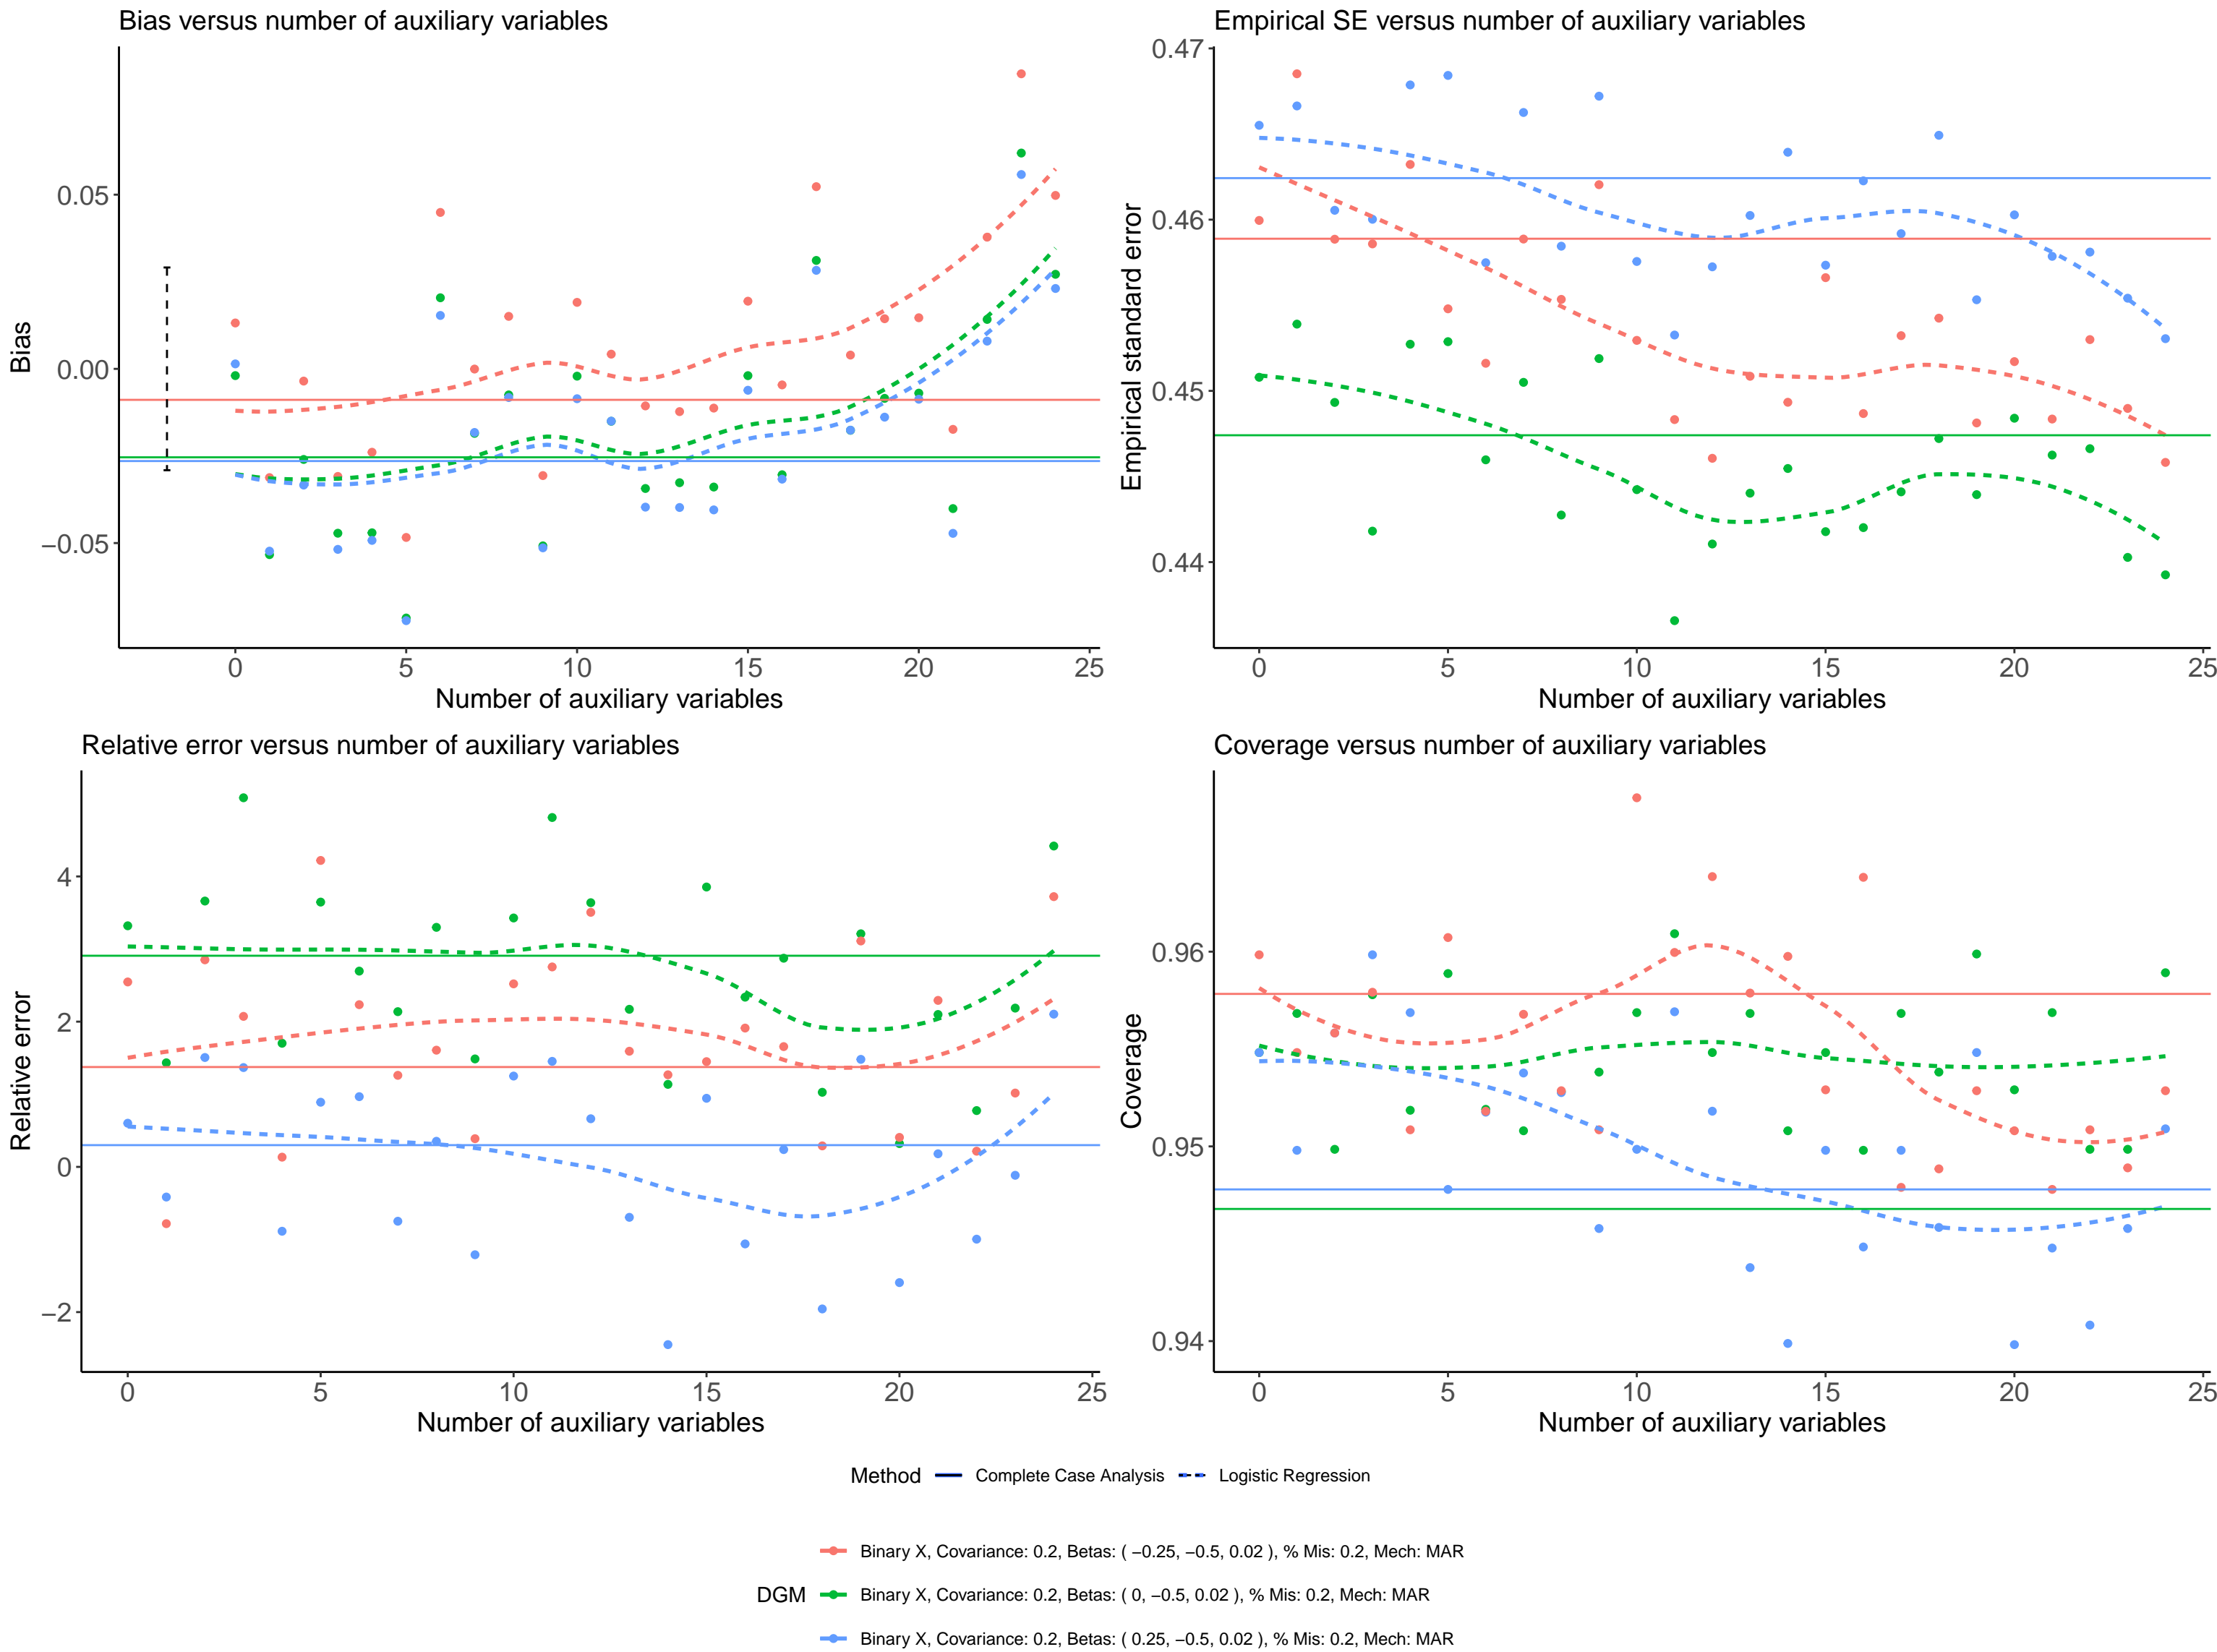 Bias versus number of auxiliary variables
Bias
0.05
0.00
−0.05
0 5 10 15 20 25
Number of auxiliary variables
Empirical SE versus number of auxiliary variables
Empirical standard error
0.47
0.46
0.45
0.44
0 5 10 15 20 25
Number of auxiliary variables
Relative error versus number of auxiliary variables
Relative error
4
2
0
−2
0 5 10 15 20 25
Number of auxiliary variables
Coverage versus number of auxiliary variables
Coverage
0.96
0.95
0.94
0 5 10 15 20 25
Number of auxiliary variables
Method Complete Case Analysis Logistic Regression
Binary X, Covariance: 0.2, Betas: ( −0.25, −0.5, 0.02 ), % Mis: 0.2, Mech: MAR
DGM Binary X, Covariance: 0.2, Betas: ( 0, −0.5, 0.02 ), % Mis: 0.2, Mech: MAR
Binary X, Covariance: 0.2, Betas: ( 0.25, −0.5, 0.02 ), % Mis: 0.2, Mech: MAR